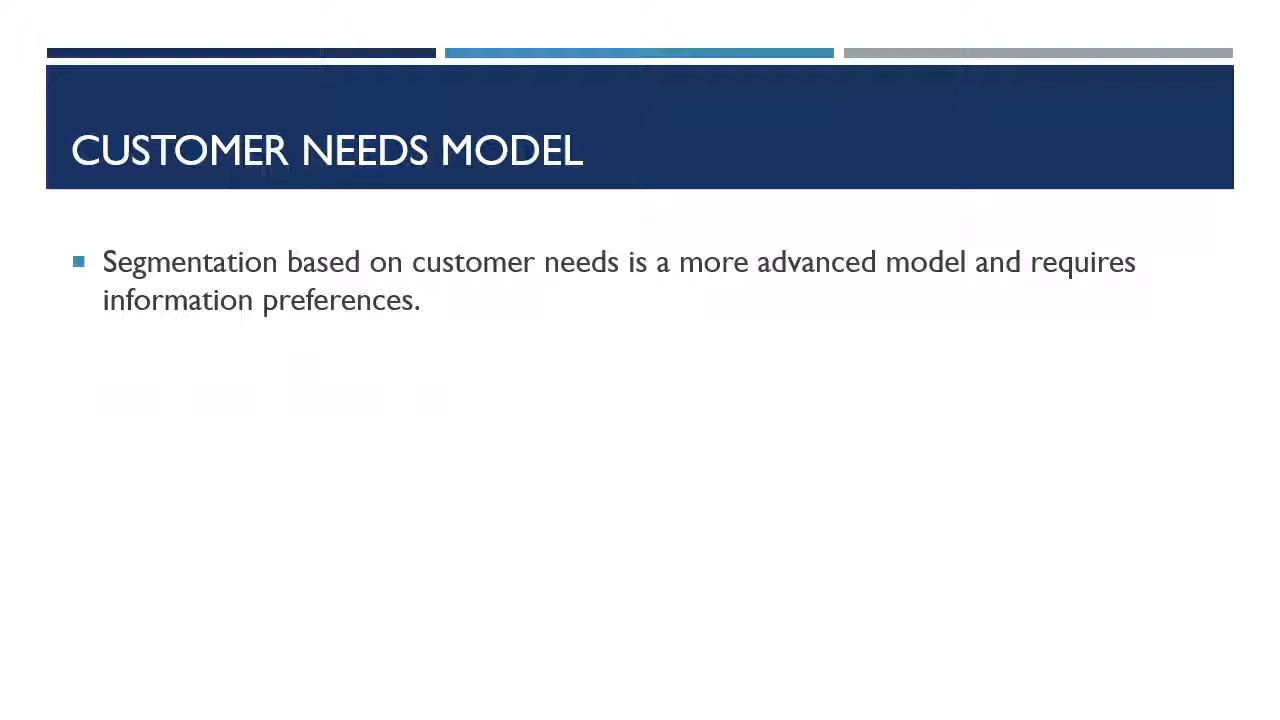 CUSTOMER NEEDS MODEL
Segmentation based on customer needs is a more advanced model and requires
information preferences.